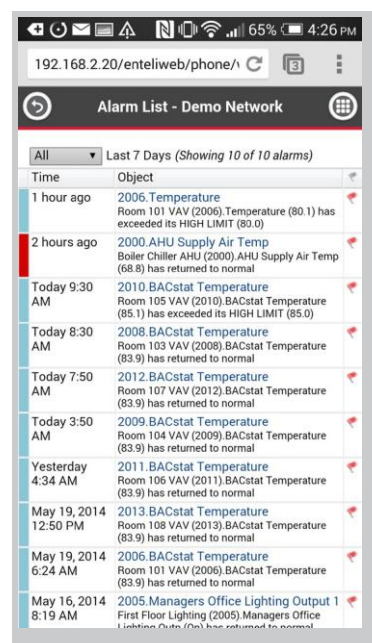 65% 4:26 PM
192.168.2.20/enteliweb/phone/ 3
Alarm List - Demo Network
All Last 7 Days (Showing 10 of 10 alarms)
Time Object
1 hour ago 2006.Temperature
Room 101 VAV (2006).Temperature (80.1) has
exceeded its HIGH LIMIT (80.0)
2 hours ago 2000.AHU Supply Air Temp
Boiler Chiller AHU (2000).AHU Supply Air Temp
(68.8) has returned to normal
Today 9:30 2010.BACstat Temperature
AM Room 105 VAV (2010).BACstat Temperature
(85.1) has exceeded its HIGH LIMIT (85.0)
Today 8:30 2008.BACstat Temperature
AM Room 103 VAV (2008).BACstat Temperature
(83.9) has returned to normal
Today 7:50 2012.BACstat Temperature
AM Room 107 VAV (2012).BACstat Temperature
(83.9) has returned to normal
Today 3:50 2009.BACstat Temperature
AM Room 104 VAV (2009).BACstat Temperature
(83.9) has returned to normal
Yesterday 2011.BACstat Temperature
4:34 AM Room 106 VAV (2011).BACstat Temperature
(83.9) has returned to normal
May 19, 2014 2013.BACstat Temperature
12:50 PM Room 108 VAV (2013).BACstat Temperature
(83.9) has returned to normal
May 19, 2014 2006.BACstat Temperature
6:24 AM Room 101 VAV (2006).BACstat Temperature
(83.9) has returned to normal
May 16, 2014 2005.Managers Office Lighting Output 1
8:19 AM First Floor Lighting (2005).Managers Office
Lighting Outp (On) has returned to normal